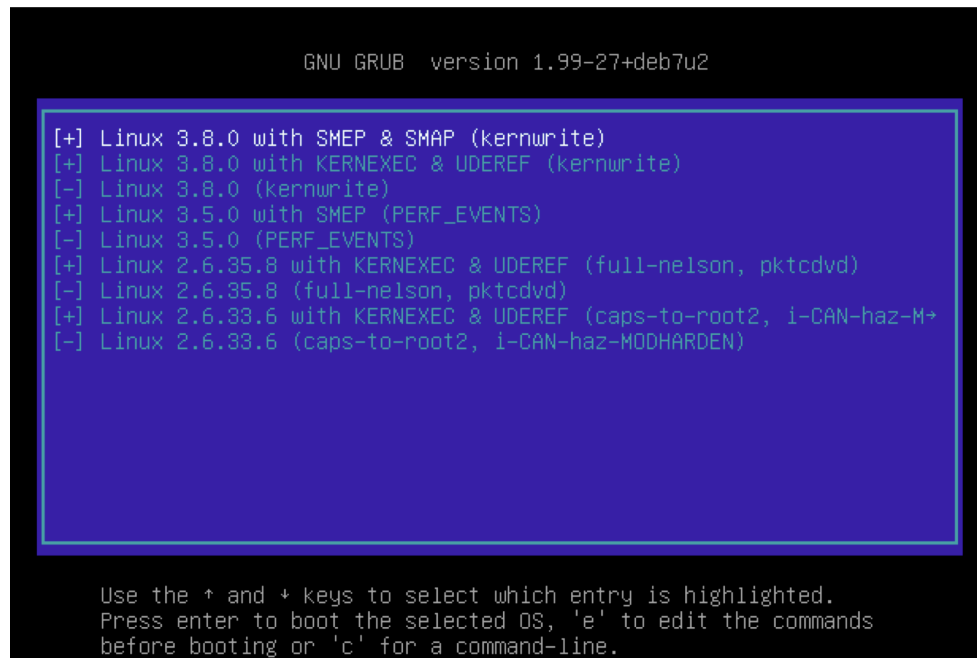 GNU GRUB  version 1.99-27+deb7u2
[+] Linux 3.8.0 with SMEP & SMAP (kernwrite)
[+] Linux 3.8.0 with KERNEXEC & UDEREF (kernwrite)
[-] Linux 3.8.0 (kernwrite)
[+] Linux 3.5.0 with SMEP (PERF_EVENTS)
[-] Linux 3.5.0 (PERF_EVENTS)
[+] Linux 2.6.35.8 with KERNEXEC & UDEREF (full-nelson, pktcdvd)
[-] Linux 2.6.35.8 (full-nelson, pktcdvd)
[+] Linux 2.6.33.6 with KERNEXEC & UDEREF (caps-to-root2, i-CAN-haz-M→
[-] Linux 2.6.33.6 (caps-to-root2, i-CAN-haz-MODHARDEN)
Use the ↑ and ↓ keys to select which entry is highlighted.
Press enter to boot the selected OS, 'e' to edit the commands
before booting or 'c' for a command-line.